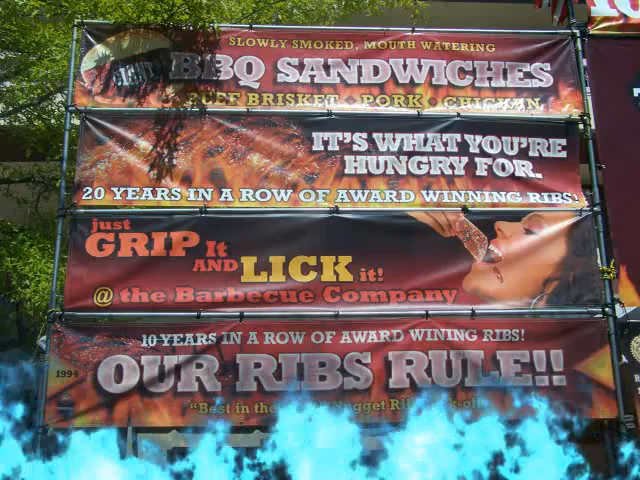 SLOWLY SMOKED, MOUTH WATERING
BBQ SANDWICHES
BEEF BRISKET PORK CHICKEN
IT'S WHAT YOU'RE
HUNGRY FOR.
20 YEARS IN A ROW OF AWARD WINNING RIBS!
just
GRIP It
AND LICK it!
@ the Barbecue Company
10 YEARS IN A ROW OF AWARD WINING RIBS!
1994
OUR RIBS RULE!!
"Best in the Nugget Rib